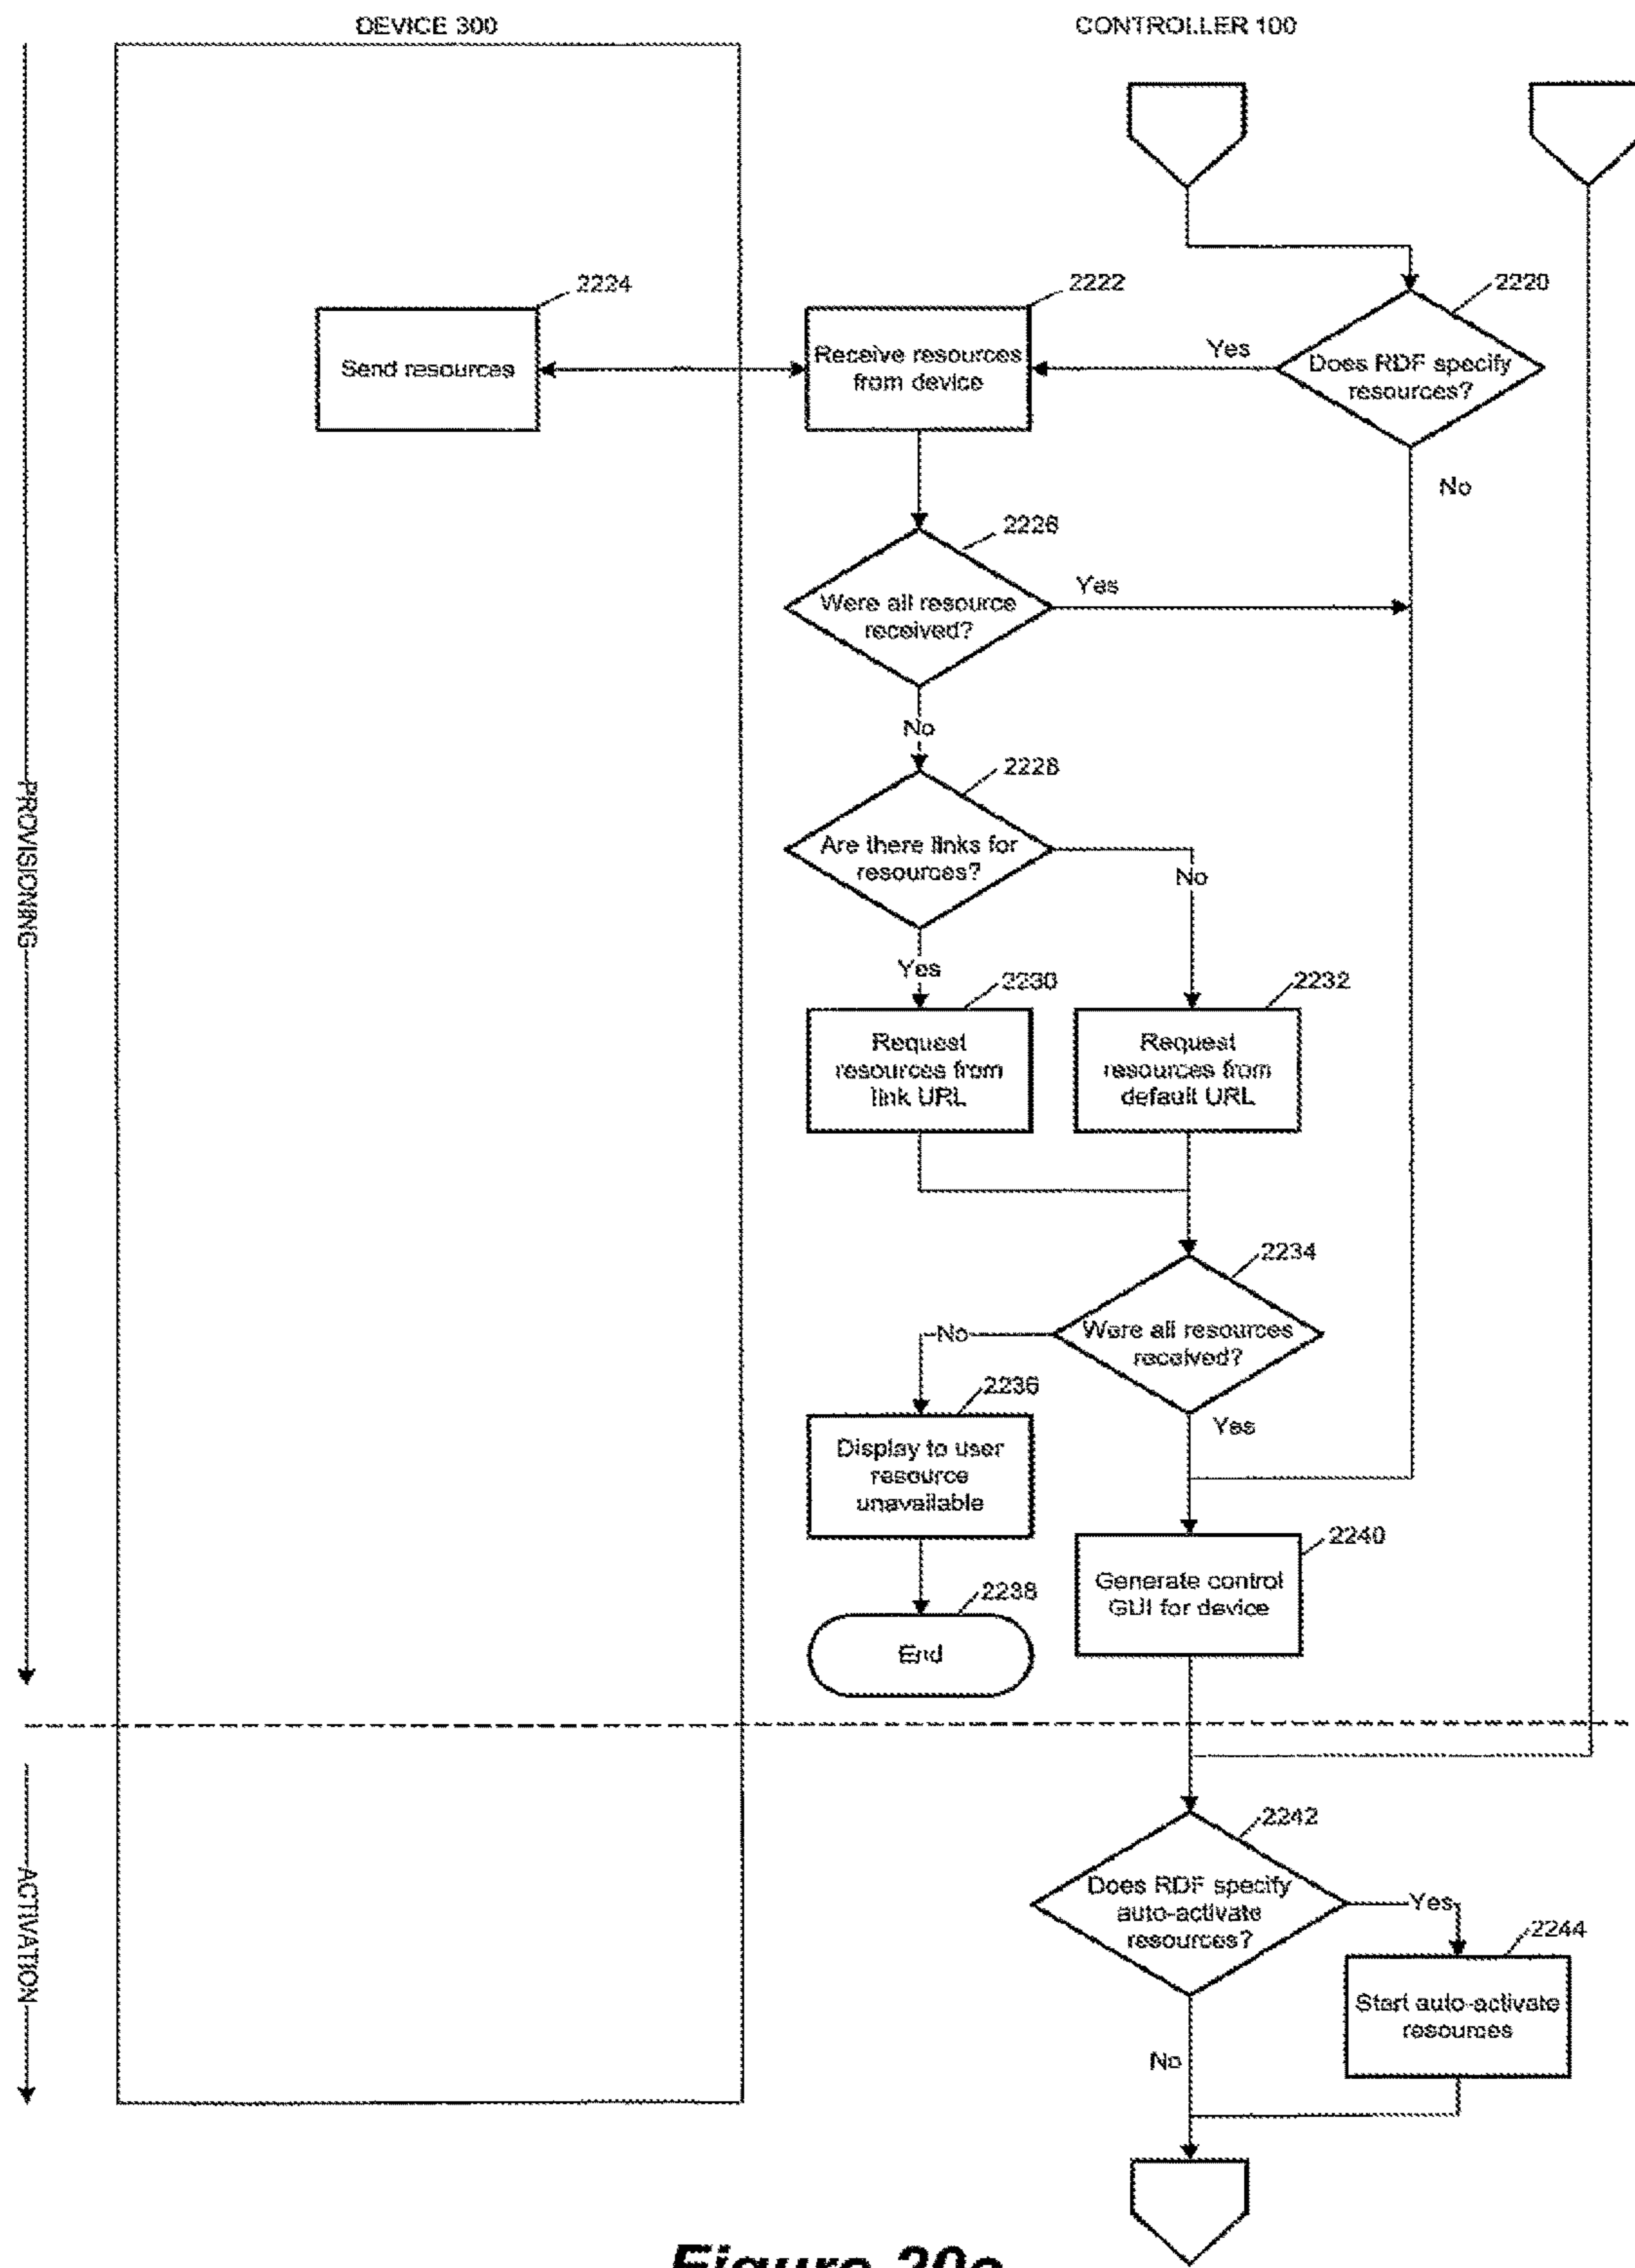 DEVICE 300
CONTROLLER 100
2224
2222
2220
Send resources
Receive resources
from device
Yes
Does RDF specify
resources?
No
2226
Were all resource
received?
Yes
No
2228
Are there links for
resources?
No
Yes
2230
2232
Request
resources from
link URL
Request
resources from
default URL
PROVISIONING
2234
Were all resources
received?
No
Yes
2236
Display to user
resource
unavailable
2240
Generate control
GUI for device
2238
End
2242
Does RDF specify
auto-activate
resources?
Yes
2244
Start auto-activate
resources
No
ACTIVATION